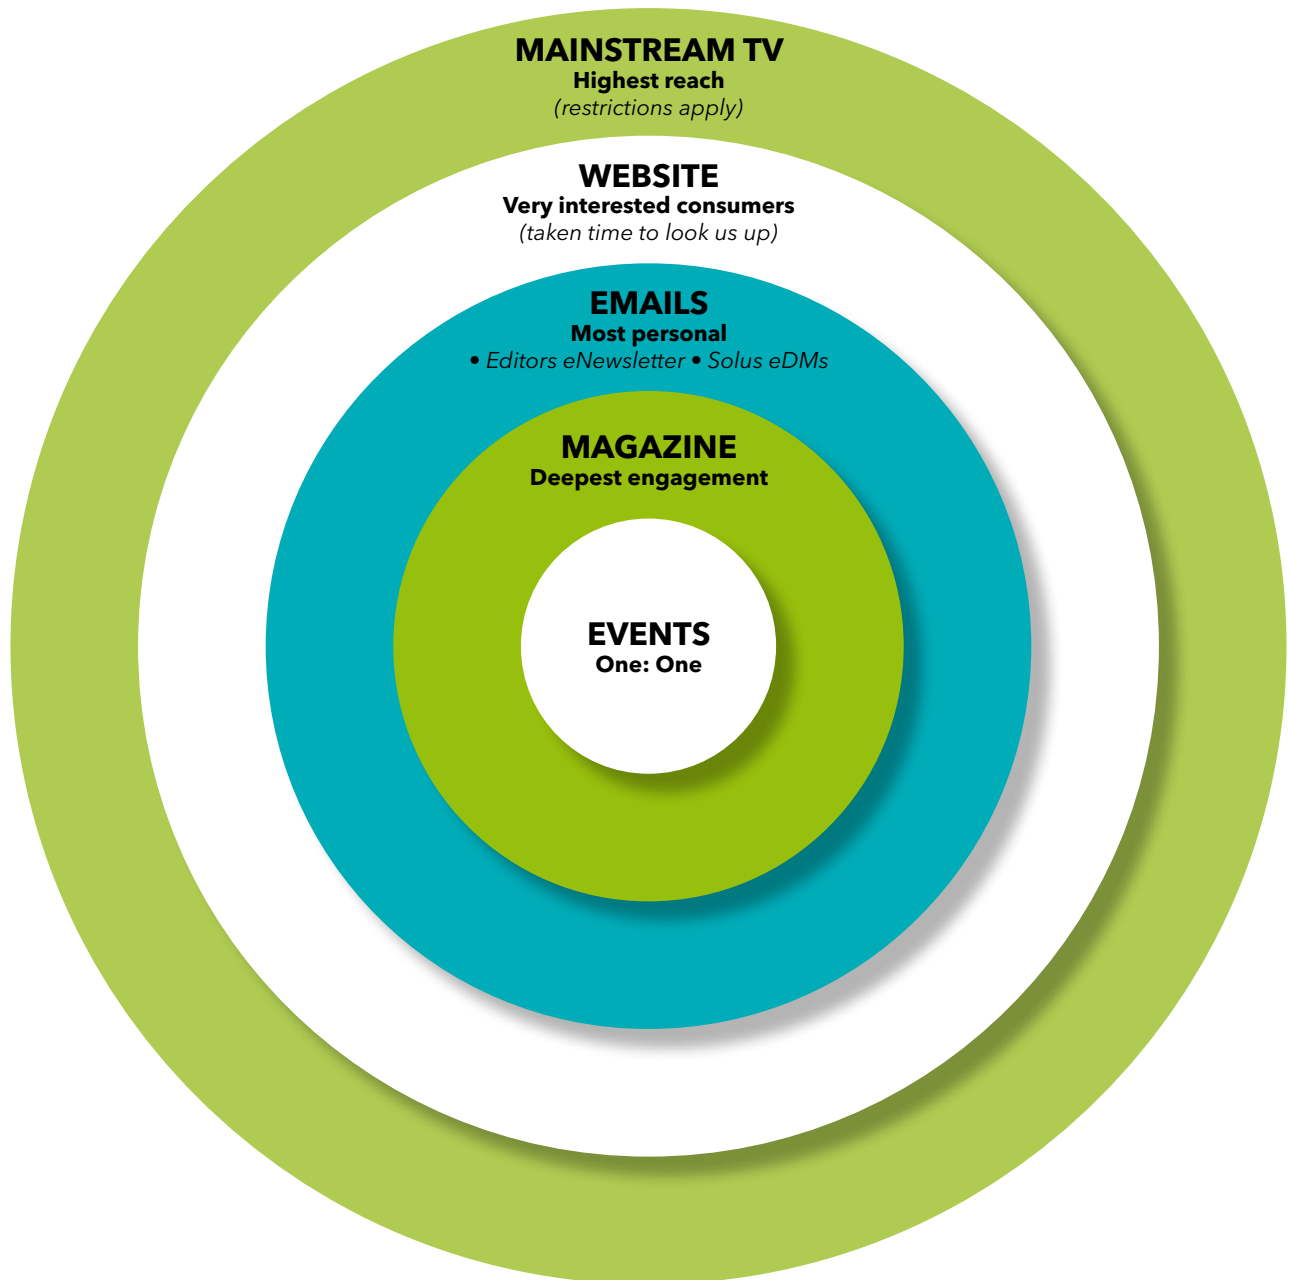 MAINSTREAM TV
Highest reach
(restrictions apply)
WEBSITE
Very interested consumers
(taken time to look us up)
EMAILS
Most personal
• Editors eNewsletter • Solus eDMs
MAGAZINE
Deepest engagement
EVENTS
One: One